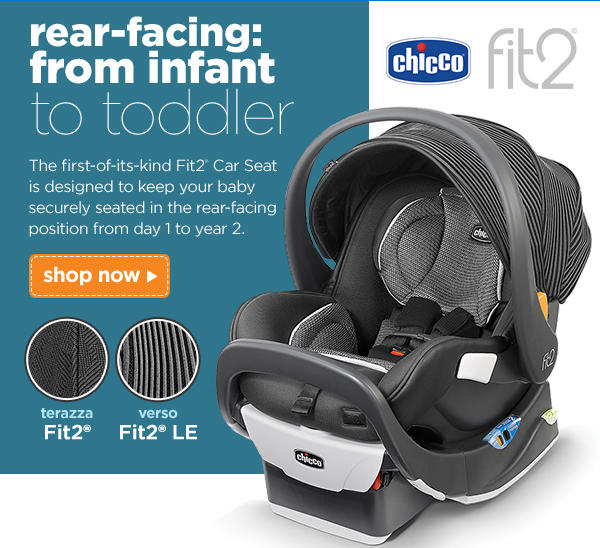 rear-facing:
from infant
to toddler
chicco fit2®
The first-of-its-kind Fit2® Car Seat
is designed to keep your baby
securely seated in the rear-facing
position from day 1 to year 2.
shop now
terazza
Fit2®
verso
Fit2® LE
chicco
fit2
chicco